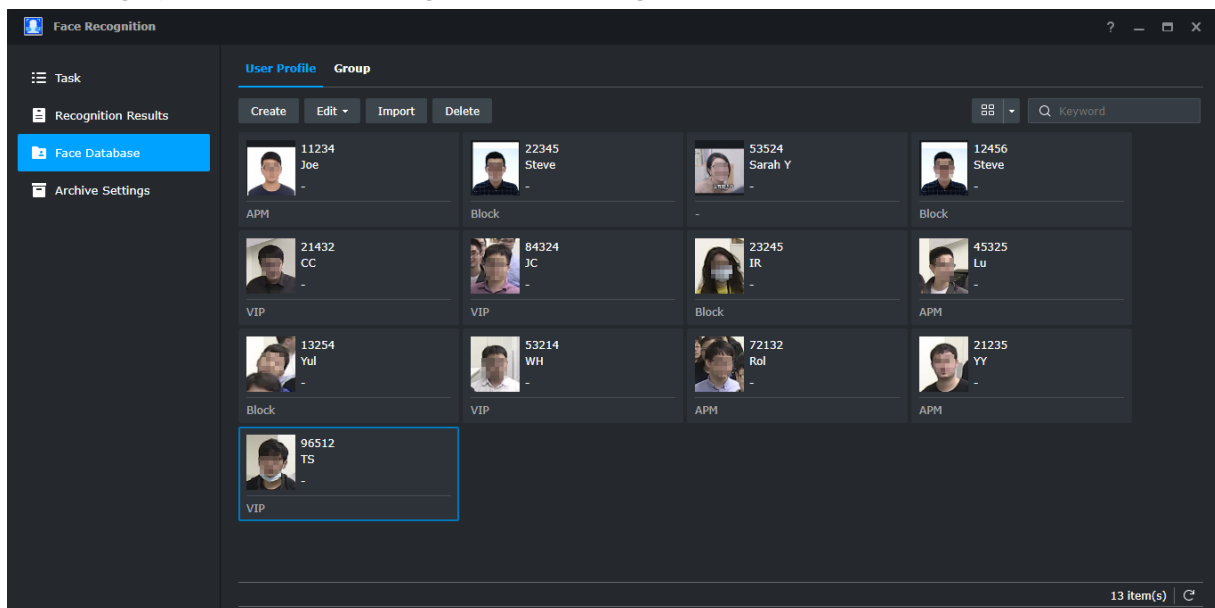 Face Recognition
?
Task
Recognition Results
Face Database
Archive Settings
User Profile Group
Create Edit Import Delete
Keyword
11234
Joe
-
APM
22345
Steve
-
Block
53524
Sarah Y
-
-
12456
Steve
-
Block
21432
CC
-
VIP
84324
JC
-
VIP
23245
IR
-
Block
45325
Lu
-
APM
13254
Yul
-
Block
53214
WH
-
VIP
72132
Rol
-
APM
21235
YY
-
APM
96512
TS
-
VIP
13 item(s)